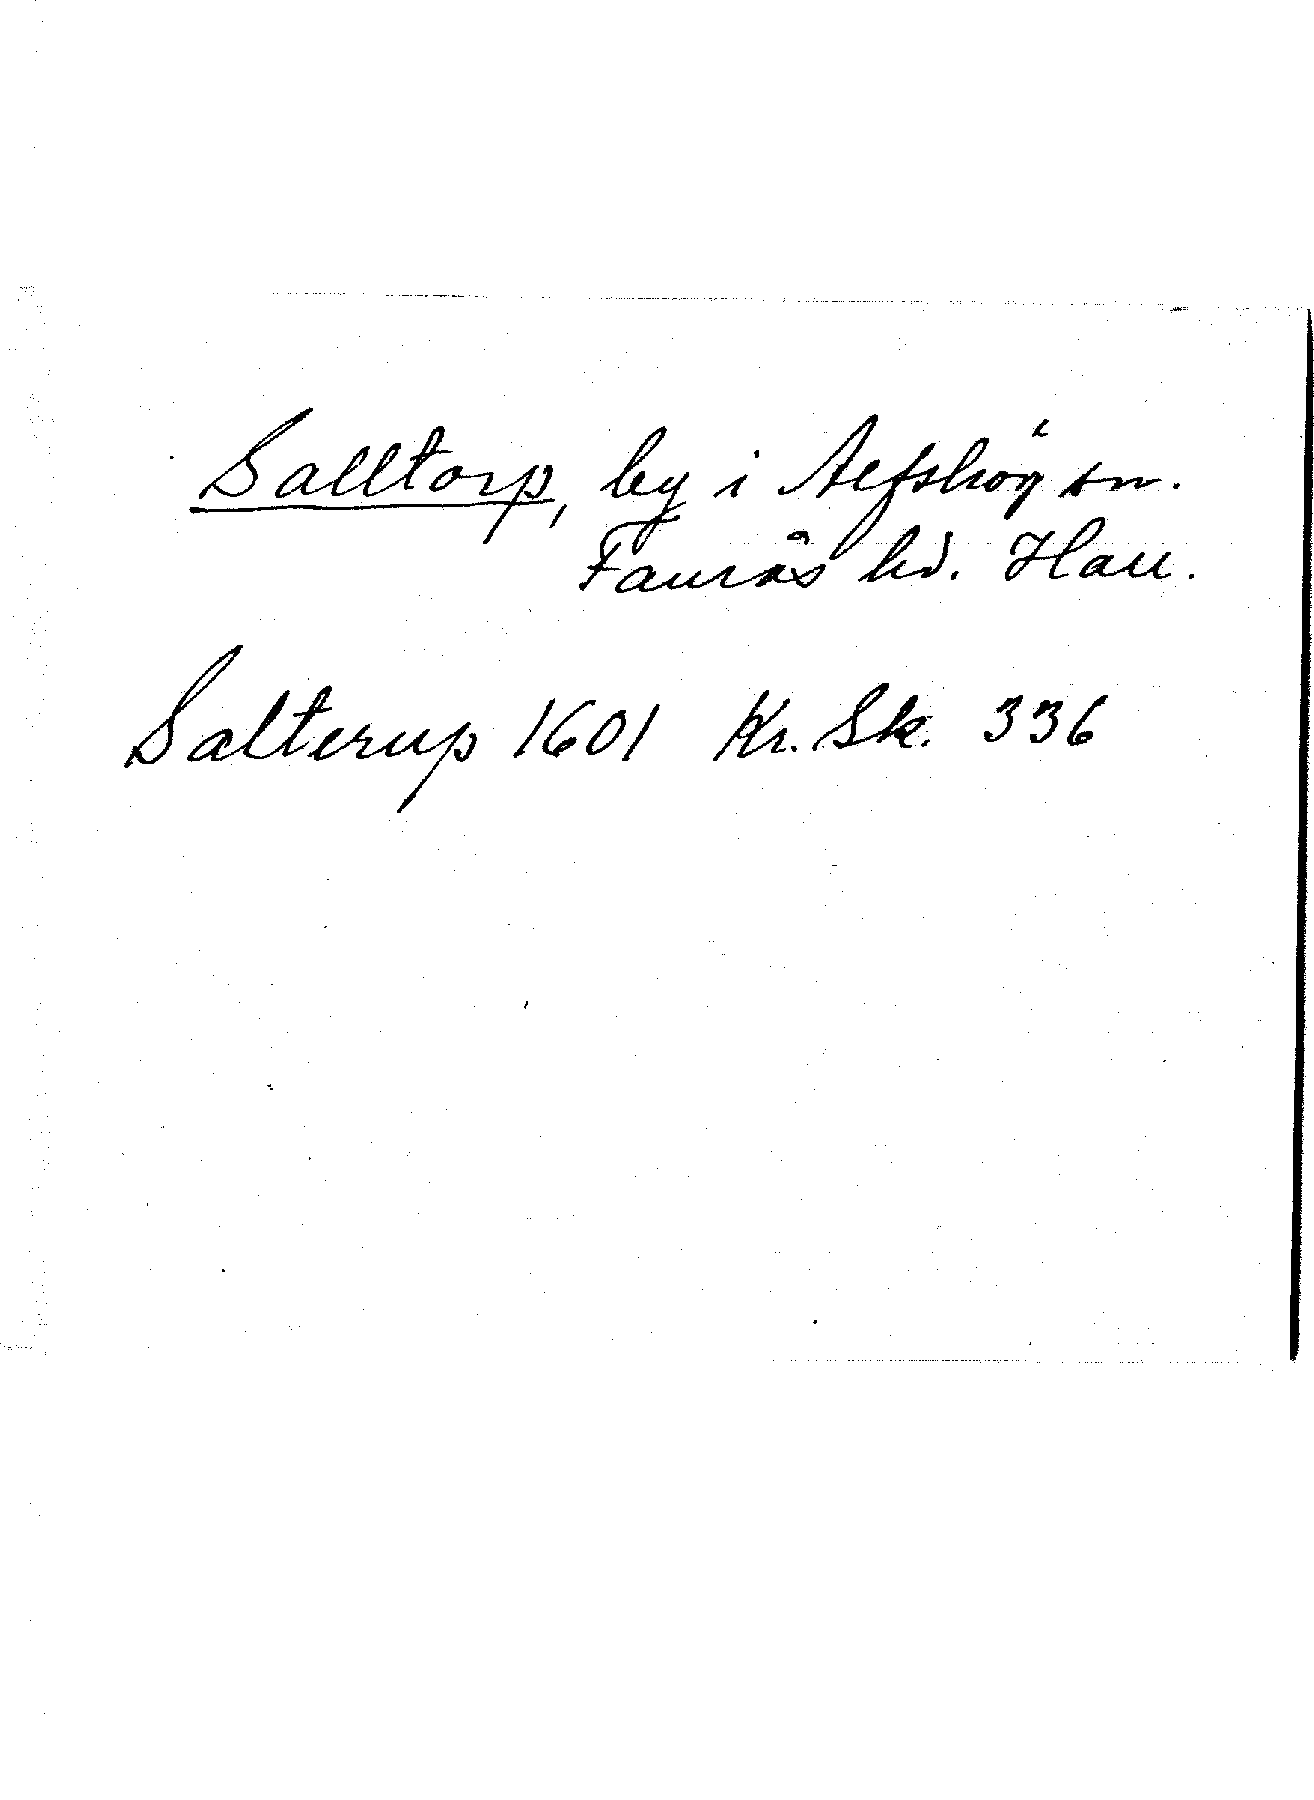 Salltorp, by i Alfshög sn.
Faurås hd. Hall.
Salterup 1601 Kr. Sk. 336